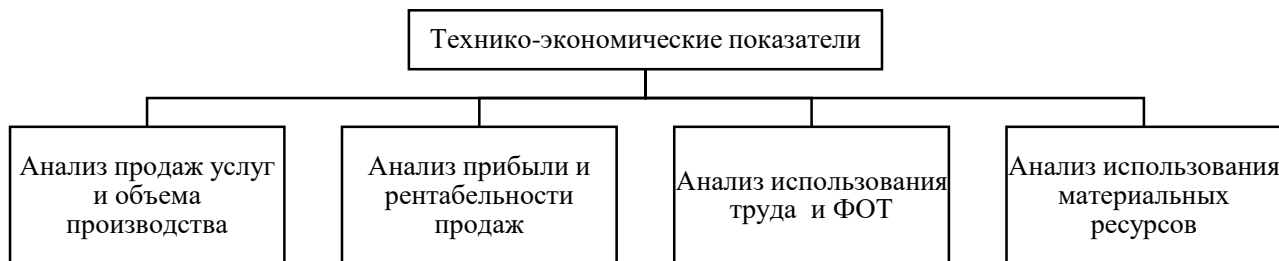 Технико-экономические показатели
Анализ продаж услуг
и объема
производства
Анализ прибыли и
рентабельности
продаж
Анализ использования
труда и ФОТ
Анализ использования
материальных
ресурсов